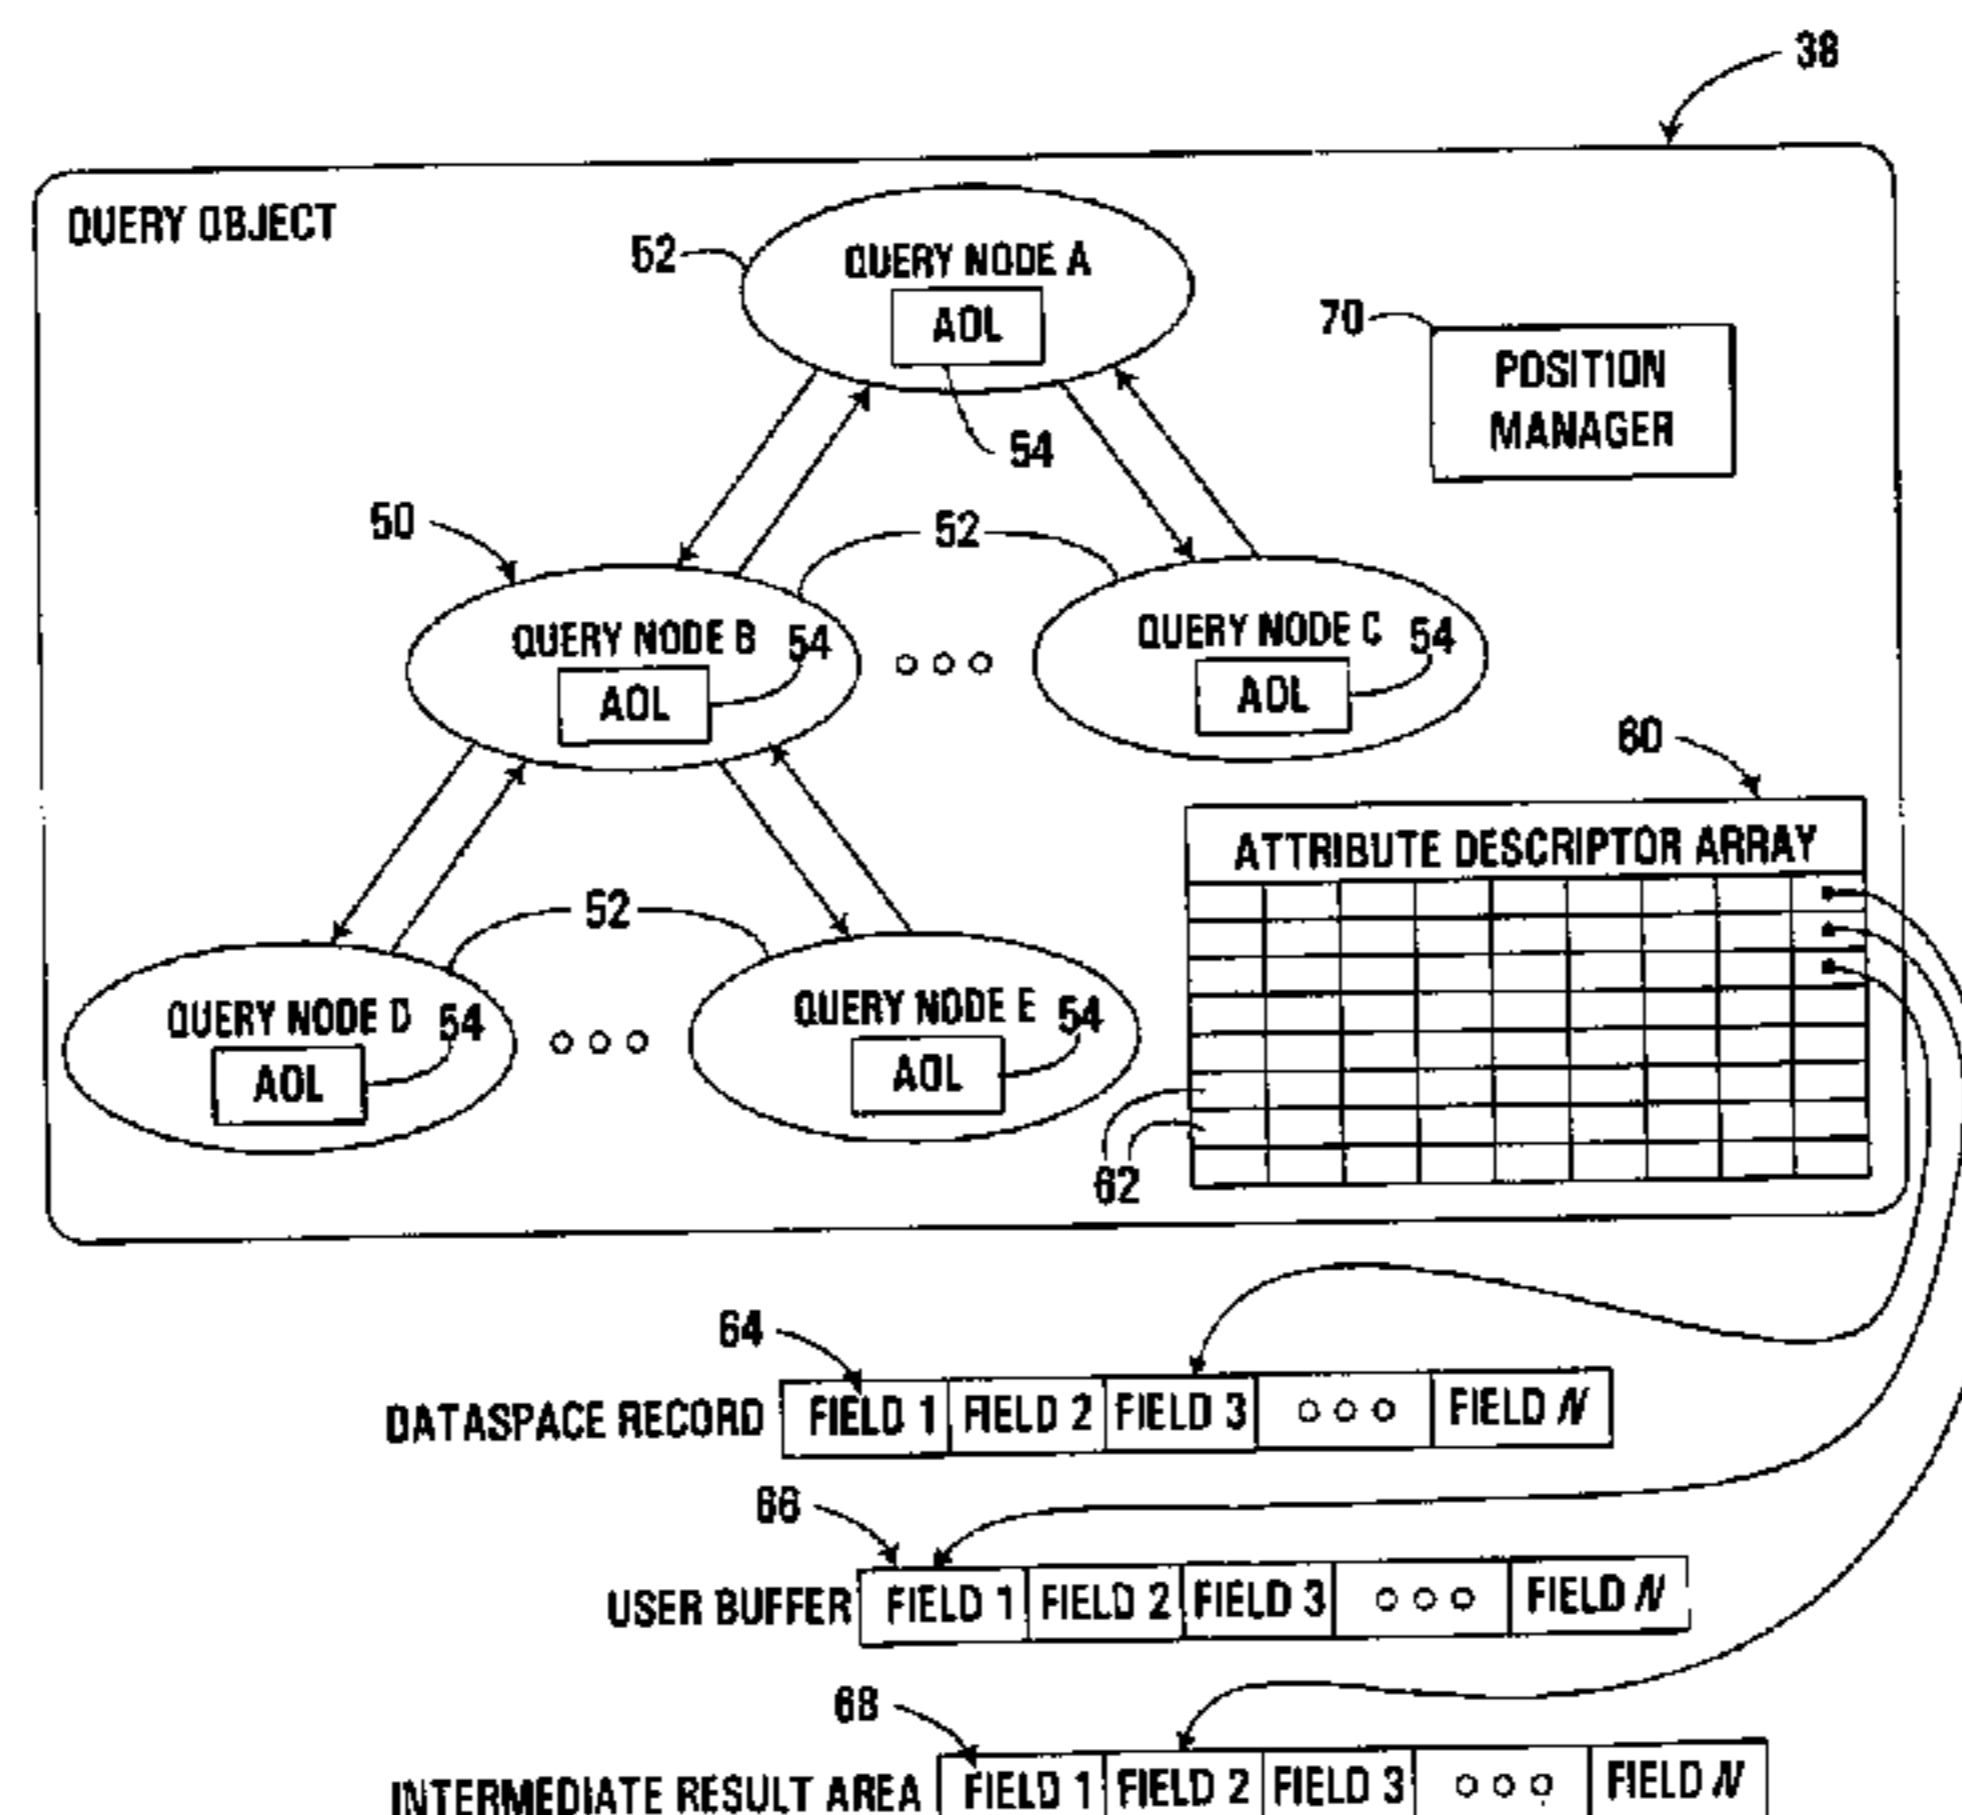 38
QUERY OBJECT
52
QUERY NODE A
AOL
70
POSITION
MANAGER
54
50
52
QUERY NODE B
54
AOL
QUERY NODE C
54
AOL
60
ATTRIBUTE DESCRIPTOR ARRAY
52
QUERY NODE D
54
AOL
QUERY NODE E
54
AOL
62
64
DATASPACE RECORD FIELD 1 FIELD 2 FIELD 3 FIELD N
66
USER BUFFER FIELD 1 FIELD 2 FIELD 3 FIELD N
68
INTERMEDIATE RESULT AREA FIELD 1 FIELD 2 FIELD 3 FIELD N